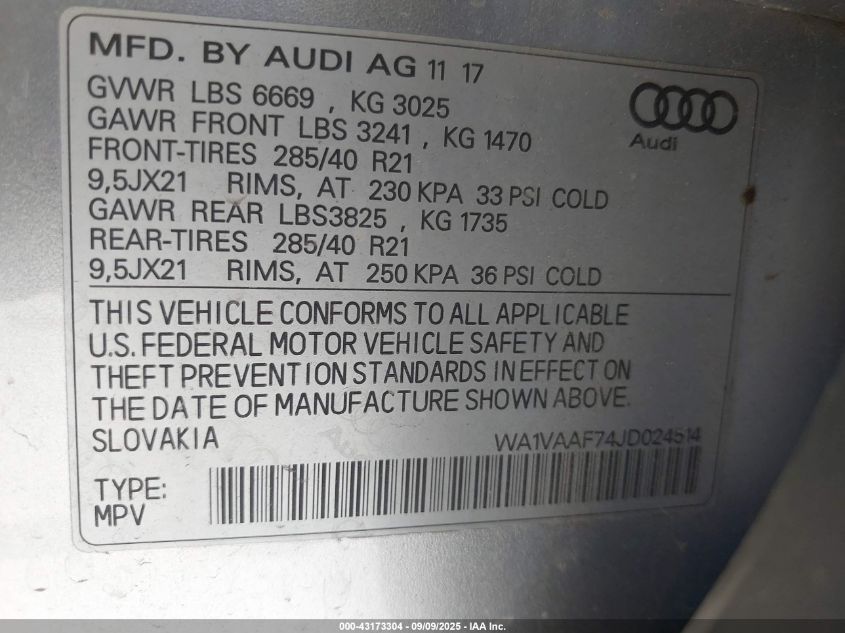 MFD. BY AUDI AG 11 17
GVWR LBS 6669 , KG 3025
GAWR FRONT LBS 3241 , KG 1470
FRONT-TIRES 285/40 R21
9,5JX21 RIMS, AT 230 KPA 33 PSI COLD
GAWR REAR LBS3825 , KG 1735
REAR-TIRES 285/40 R21
9,5JX21 RIMS, AT 250 KPA 36 PSI COLD
Audi
THIS VEHICLE CONFORMS TO ALL APPLICABLE
U.S. FEDERAL MOTOR VEHICLE SAFETY AND
THEFT PREVENTION STANDARDS IN EFFECT ON
THE DATE OF MANUFACTURE SHOWN ABOVE.
SLOVAKIA WA1VAAF74JD024514
TYPE:
MPV
000-43173304 - 09/09/2025 - IAA Inc.